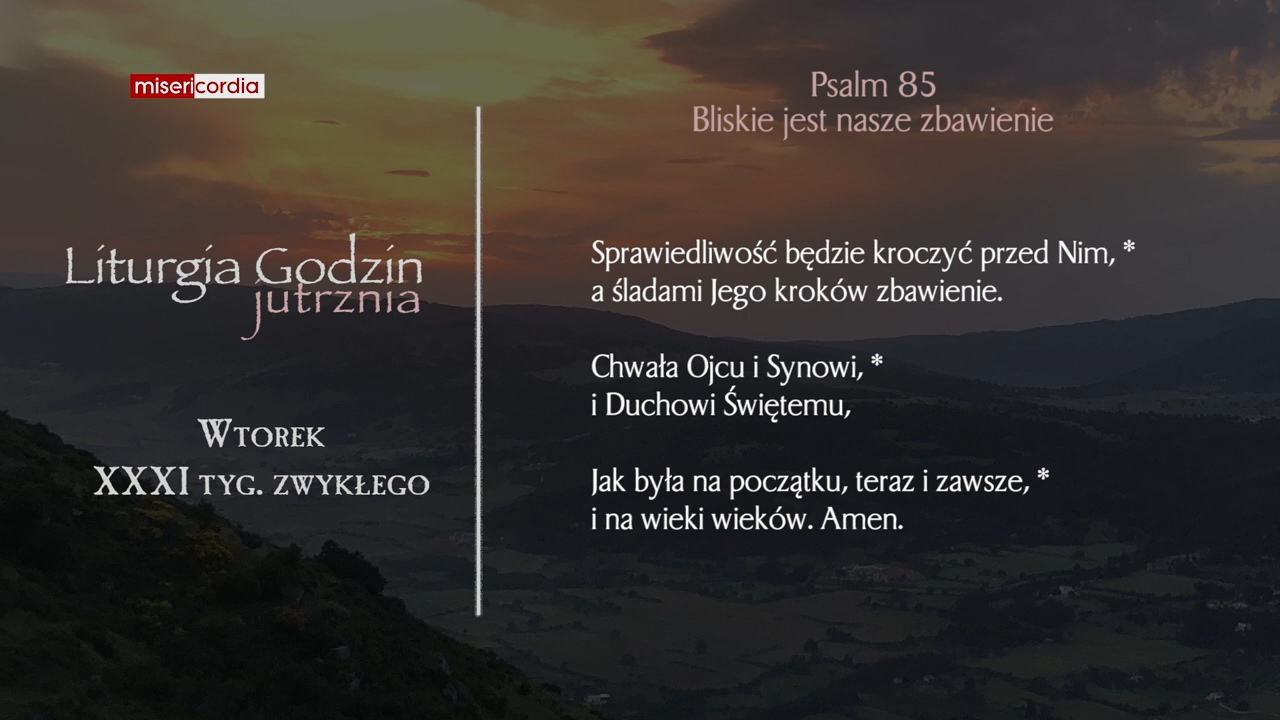 misericordia
Liturgia Godzin
jutrznia
Wtorek
XXXI tyg. zwykłego
Psalm 85
Bliskie jest nasze zbawienie
Sprawiedliwość będzie kroczyć przed Nim, *
a śladami Jego kroków zbawienie.
Chwała Ojcu i Synowi, *
i Duchowi Świętemu,
Jak była na początku, teraz i zawsze, *
i na wieki wieków. Amen.